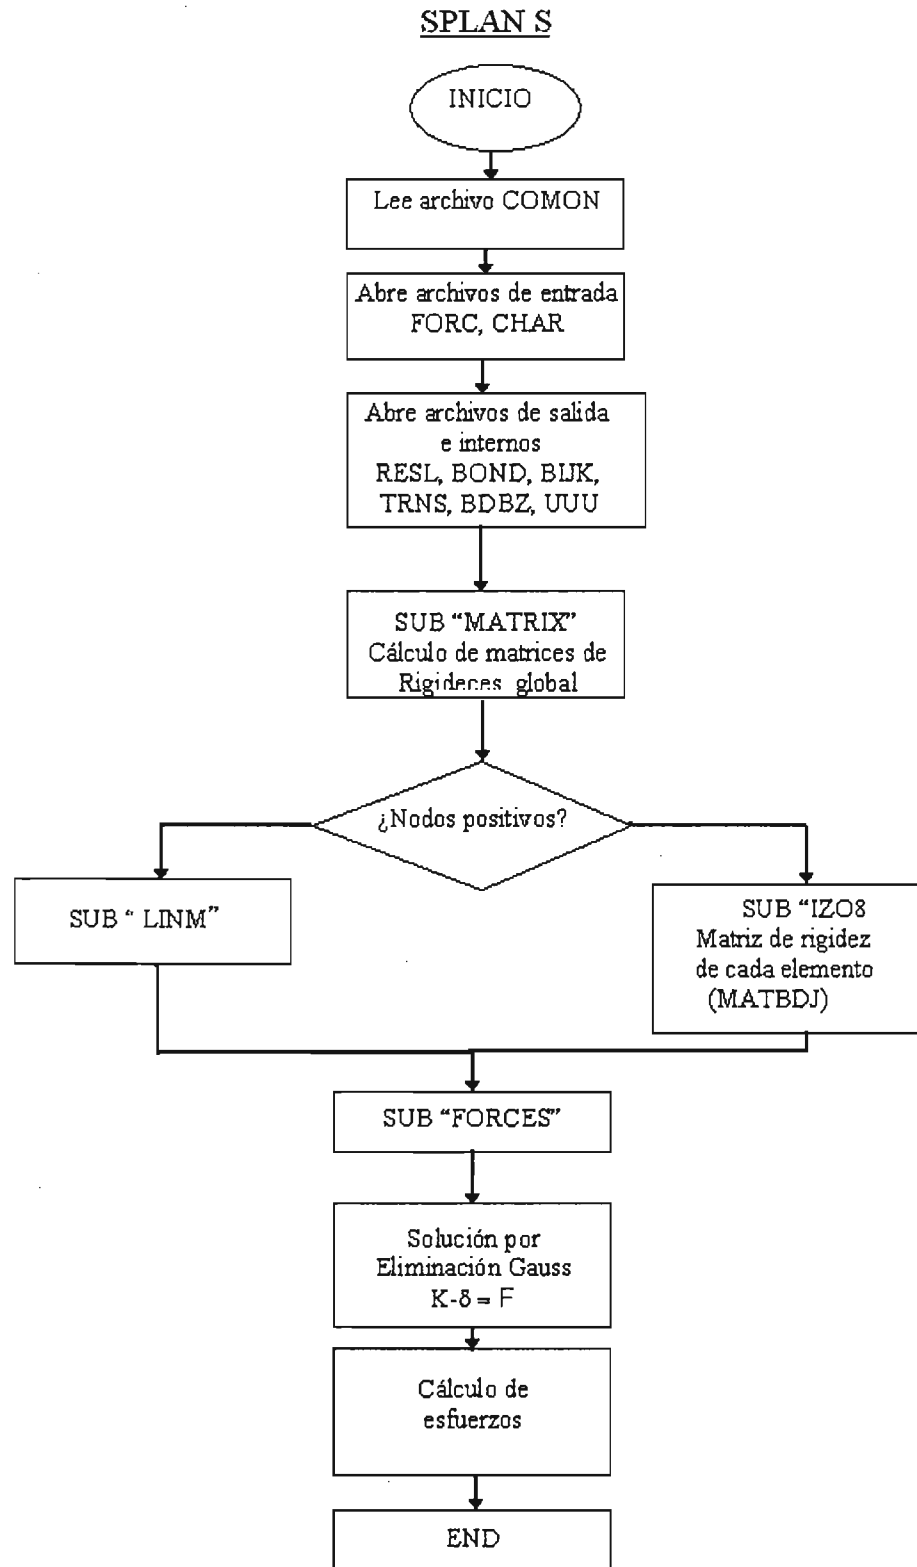 SPLAN S
INICIO
Lee archivo COMON
Abre archivos de entrada
FORC, CHAR
Abre archivos de salida
e internos
RESL, BOND, BIJK,
TRNS, BDBZ, UUU
SUB “MATRIX”
Cálculo de matrices de
Rigideces global
¿Nodos positivos?
SUB “ LINM”
SUB “IZO8
Matriz de rigidez
de cada elemento
(MATBDJ)
SUB “FORCES”
Solución por
Eliminación Gauss
K-δ = F
Cálculo de
esfuerzos
END